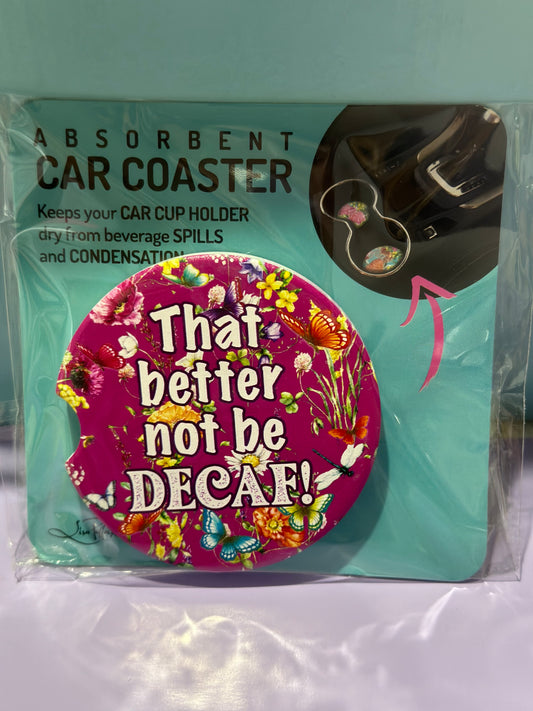 ABSORBENT
CAR COASTER
Keeps your CAR CUP HOLDER
dry from beverage SPILLS
and CONDENSATION
That
better
not be
DECAF!